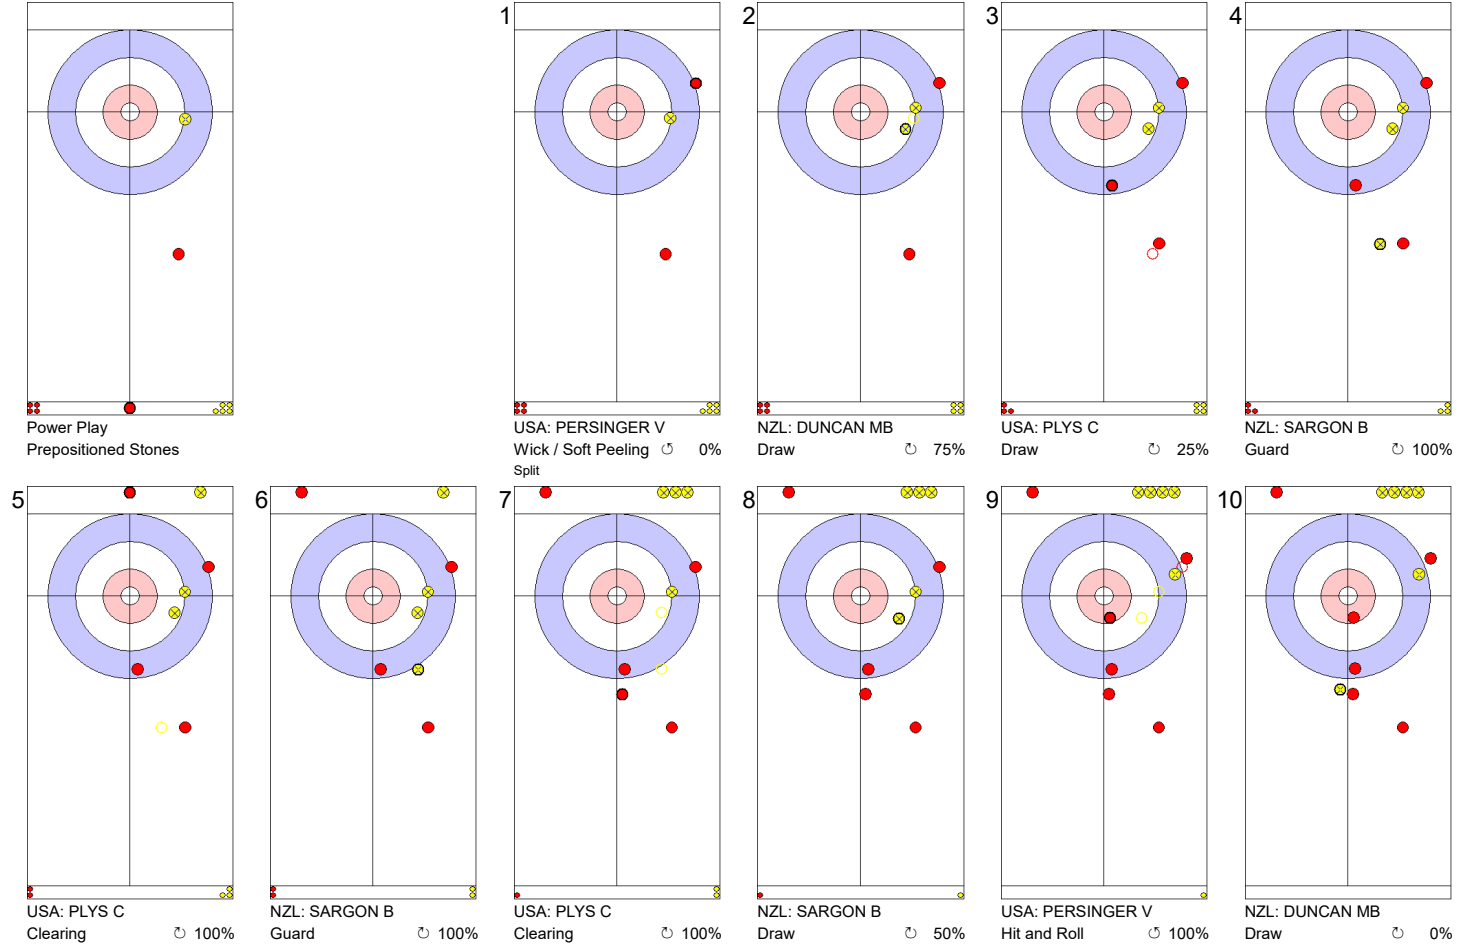 1
2
3
4
Power Play
Prepositioned Stones
USA: PERSINGER V
Wick / Soft Peeling ↺ 0%
Split
NZL: DUNCAN MB
Draw ↻ 75%
USA: PLYS C
Draw ↻ 25%
NZL: SARGON B
Guard ↻ 100%
5
6
7
8
9
10
USA: PLYS C
Clearing ↻ 100%
NZL: SARGON B
Guard ↻ 100%
USA: PLYS C
Clearing ↻ 100%
NZL: SARGON B
Draw ↻ 50%
USA: PERSINGER V
Hit and Roll ↺ 100%
NZL: DUNCAN MB
Draw ↻ 0%